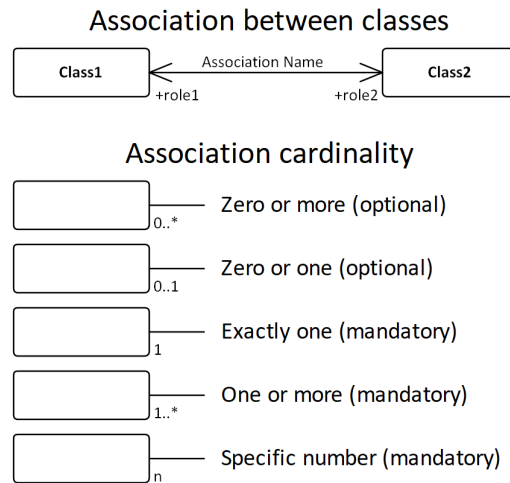 Association between classes
Class1
Association Name
Class2
+role1
+role2
Association cardinality
0..*
Zero or more (optional)
0..1
Zero or one (optional)
1
Exactly one (mandatory)
1..*
One or more (mandatory)
n
Specific number (mandatory)